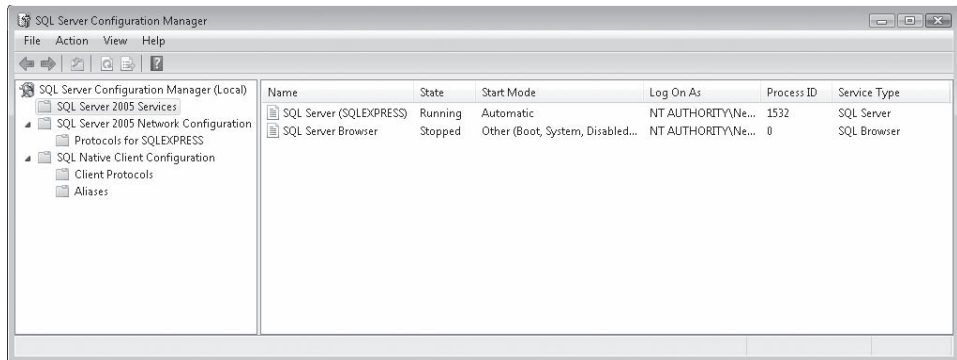 SQL Server Configuration Manager
File Action View Help
SQL Server Configuration Manager (Local)
SQL Server 2005 Services
SQL Server 2005 Network Configuration
Protocols for SQLEXPRESS
SQL Native Client Configuration
Client Protocols
Aliases
Name State Start Mode Log On As Process ID Service Type
SQL Server (SQLEXPRESS) Running Automatic NT AUTHORITY\Ne... 1532 SQL Server
SQL Server Browser Stopped Other (Boot, System, Disabled... NT AUTHORITY\Ne... 0 SQL Browser